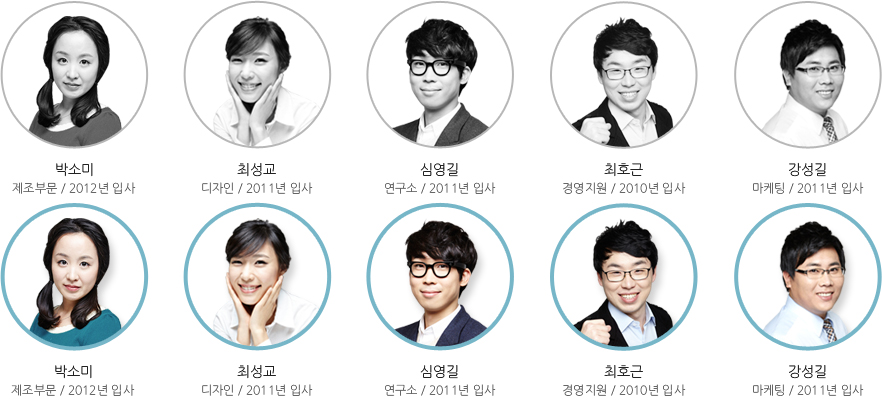 박소미
제조부문 / 2012년 입사
최성교
디자인 / 2011년 입사
심영길
연구소 / 2011년 입사
최호근
경영지원 / 2010년 입사
강성길
마케팅 / 2011년 입사
박소미
제조부문 / 2012년 입사
최성교
디자인 / 2011년 입사
심영길
연구소 / 2011년 입사
최호근
경영지원 / 2010년 입사
강성길
마케팅 / 2011년 입사